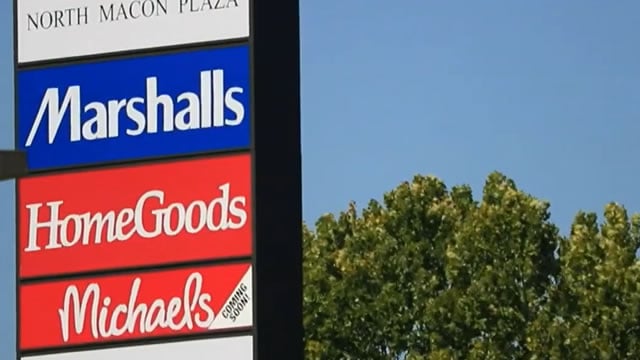 NORTH MACON PLAZA
Marshalls
HomeGoods
Michaels
COMING
SOON!